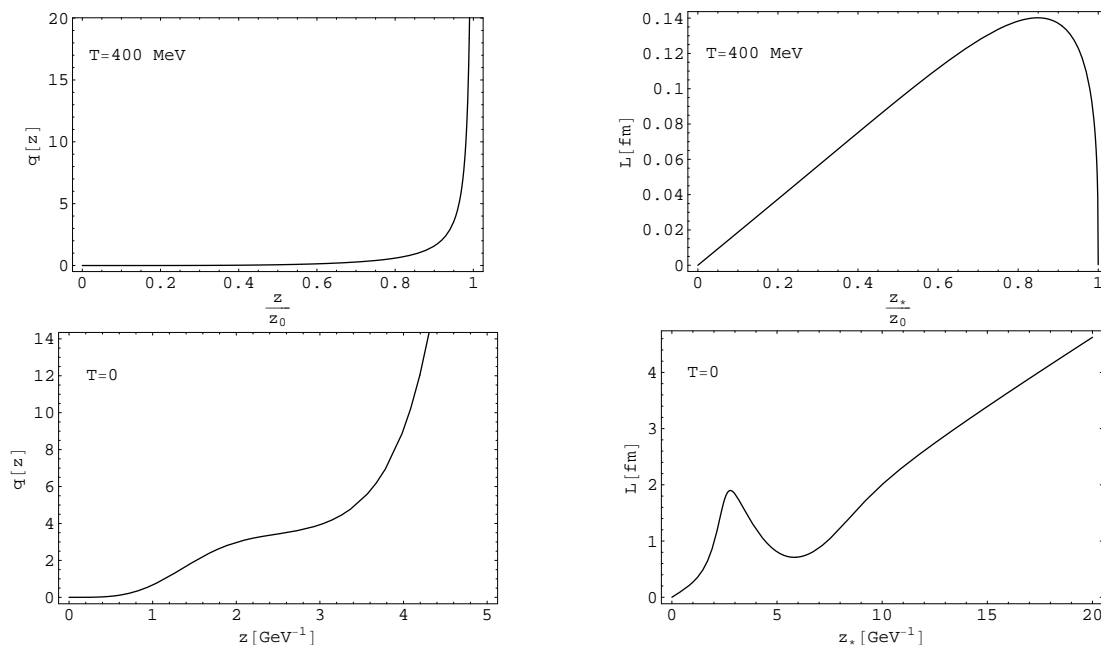 20
15
10
5
0
q[z]
T=400 MeV
0 0.2 0.4 0.6 0.8 1
z
z0
0.14
0.12
0.1
0.08
0.06
0.04
0.02
0
L[fm]
T=400 MeV
0 0.2 0.4 0.6 0.8 1
z*
z0
14
12
10
8
6
4
2
0
q[z]
T=0
0 1 2 3 4 5
z[GeV⁻¹]
4
3
2
1
0
L[fm]
T=0
0 5 10 15 20
z*[GeV⁻¹]